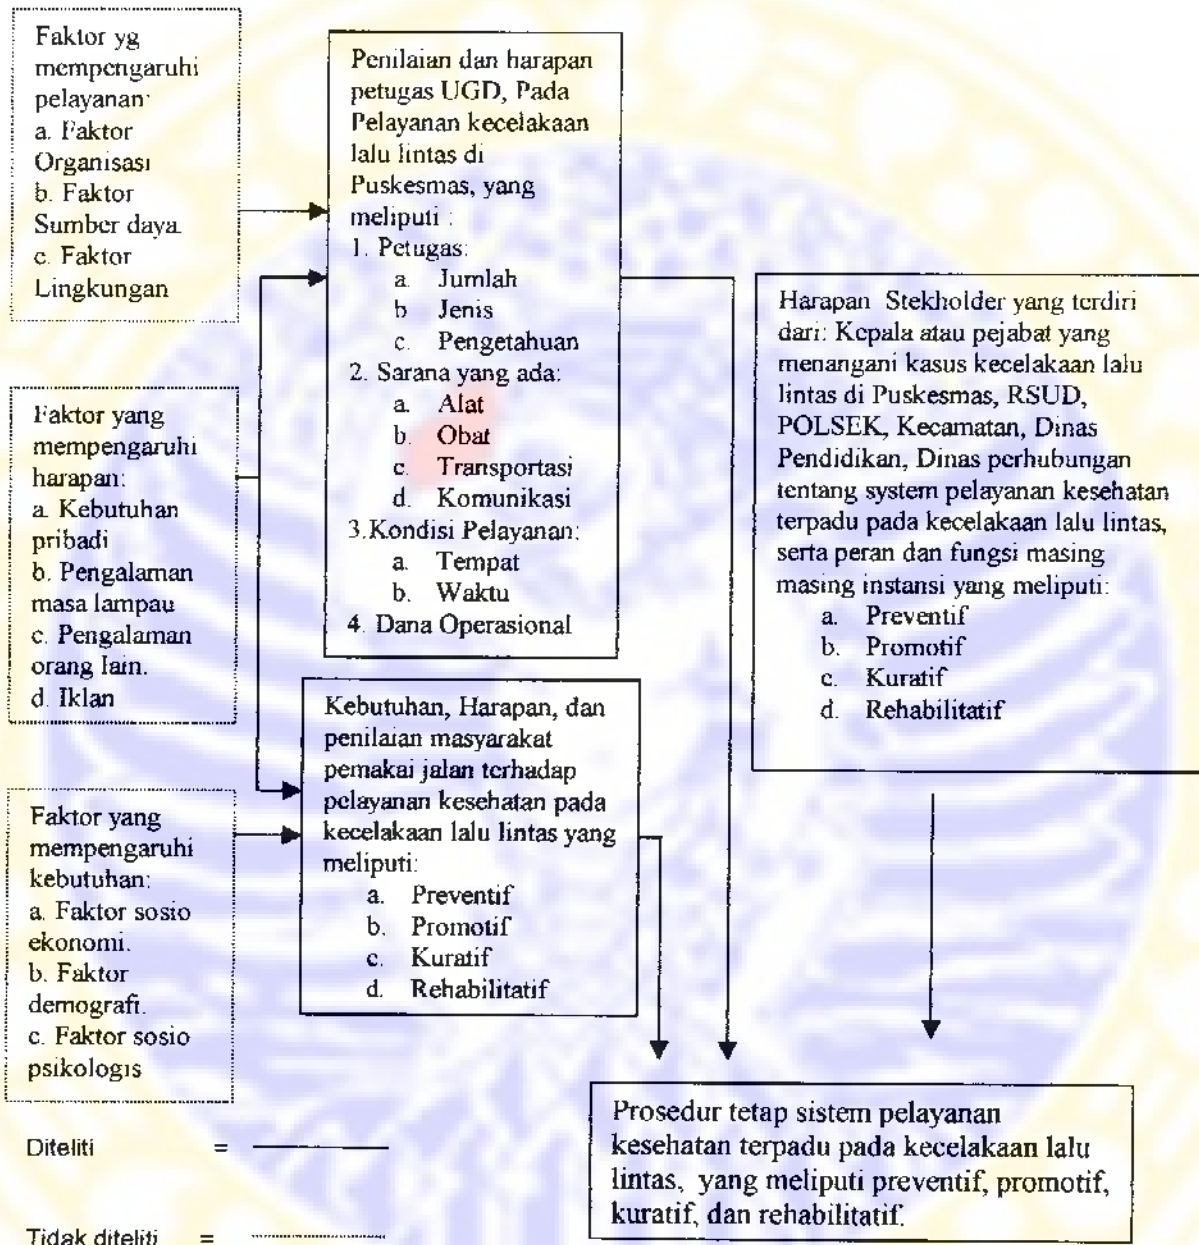 Faktor yg
mempengaruhi
pelayanan:
a. Faktor
Organisasi
b. Faktor
Sumber daya.
c. Faktor
Lingkungan
Faktor yang
mempengaruhi
harapan:
a. Kebutuhan
pribadi
b. Pengalaman
masa lampau
c. Pengalaman
orang lain.
d. Iklan
Faktor yang
mempengaruhi
kebutuhan:
a. Faktor sosio
ekonomi.
b. Faktor
demografi.
c. Faktor sosio
psikologis
Penilaian dan harapan
petugas UGD, Pada
Pelayanan kecelakaan
lalu lintas di
Puskesmas, yang
meliputi :
1. Petugas:
a. Jumlah
b Jenis
c. Pengetahuan
2. Sarana yang ada:
a. Alat
b. Obat
c. Transportasi
d. Komunikasi
3.Kondisi Pelayanan:
a. Tempat
b. Waktu
4. Dana Operasional
Kebutuhan, Harapan, dan
penilaian masyarakat
pemakai jalan terhadap
pelayanan kesehatan pada
kecelakaan lalu lintas yang
meliputi:
a. Preventif
b. Promotif
c. Kuratif
d. Rehabilitatif
Harapan Stekholder yang terdiri
dari: Kepala atau pejabat yang
menangani kasus kecelakaan lalu
lintas di Puskesmas, RSUD,
POLSEK, Kecamatan, Dinas
Pendidikan, Dinas perhubungan
tentang system pelayanan kesehatan
terpadu pada kecelakaan lalu lintas,
serta peran dan fungsi masing
masing instansi yang meliputi:
a. Preventif
b. Promotif
c. Kuratif
d. Rehabilitatif
Prosedur tetap sistem pelayanan
kesehatan terpadu pada kecelakaan lalu
lintas, yang meliputi preventif, promotif,
kuratif, dan rehabilitatif.
Diteliti =
Tidak diteliti =